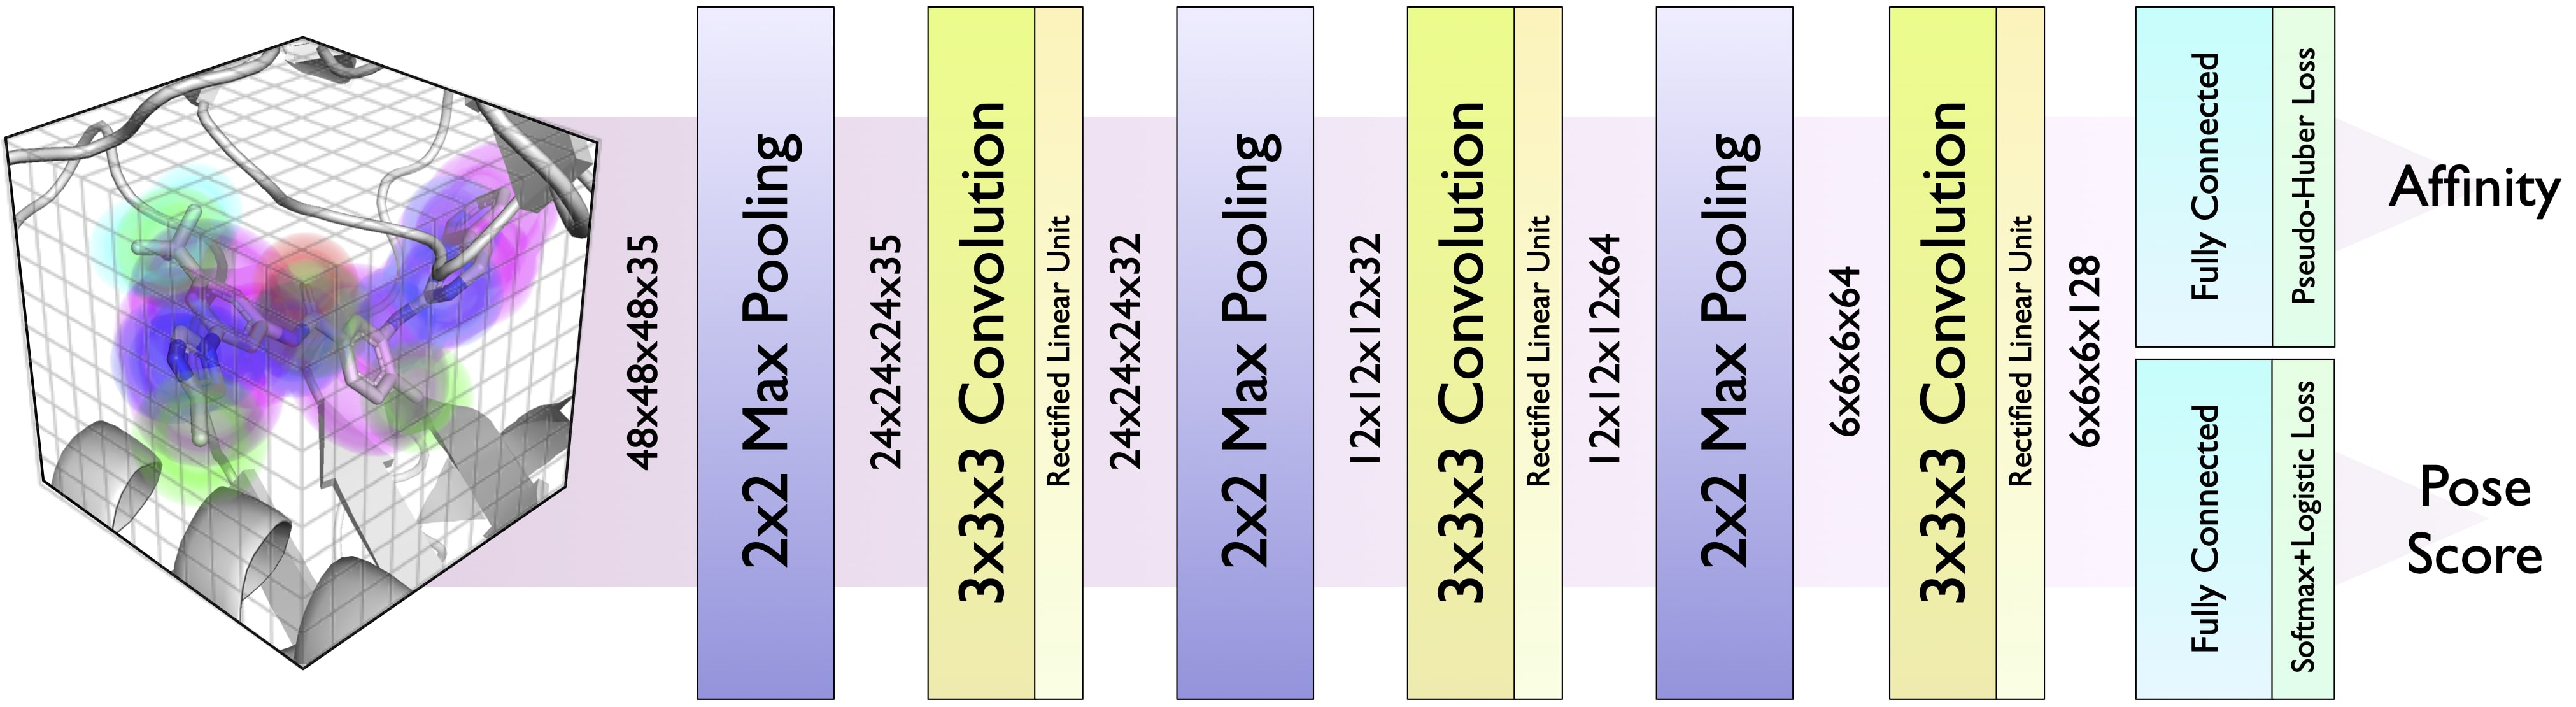 48x48x48x35
2x2 Max Pooling
24x24x24x35
3x3x3 Convolution
Rectified Linear Unit
24x24x24x32
2x2 Max Pooling
12x12x12x32
3x3x3 Convolution
Rectified Linear Unit
12x12x12x64
2x2 Max Pooling
6x6x6x64
3x3x3 Convolution
Rectified Linear Unit
6x6x6x128
Fully Connected
Pseudo-Huber Loss
Affinity
Fully Connected
Softmax+Logistic Loss
Pose
Score